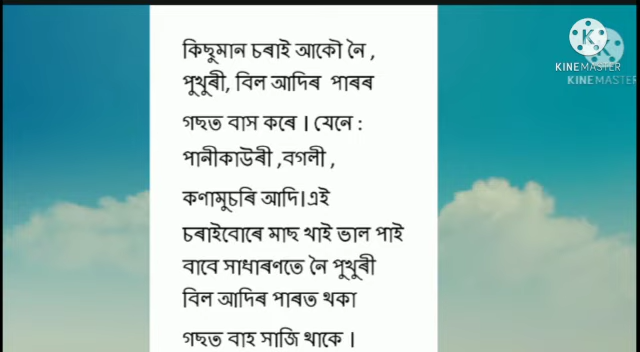 কিছুমান চৰাই আকৌ নৈ ,
পুখুৰী, বিল আদিৰ পাৰৰ
গছত বাস কৰে । যেনে :
পানীকাউৰী ,বগলী ,
কণামুচৰি আদি।এই
চৰাইবোৰে মাছ খাই ভাল পাই
বাবে সাধাৰণতে নৈ পুখুৰী
বিল আদিৰ পাৰত থকা
গছত বাহ সাজি থাকে ।
KINEMASTER
KINEMASTER